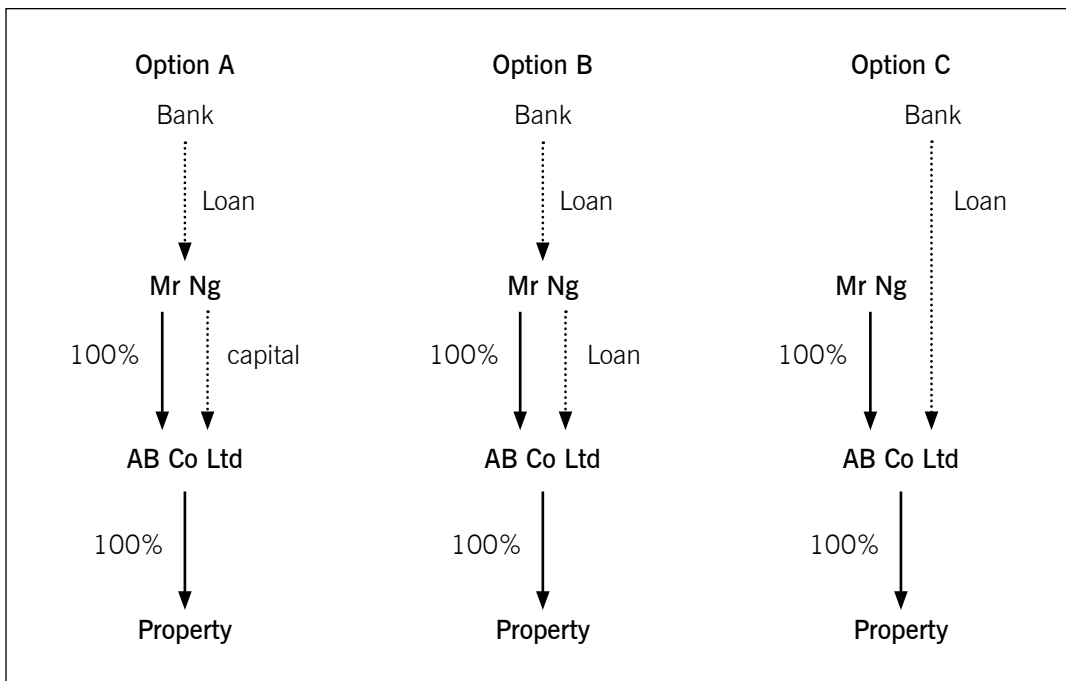 Option A
Bank
Loan
Mr Ng
100%
capital
AB Co Ltd
100%
Property
Option B
Bank
Loan
Mr Ng
100%
Loan
AB Co Ltd
100%
Property
Option C
Bank
Loan
Mr Ng
100%
AB Co Ltd
100%
Property